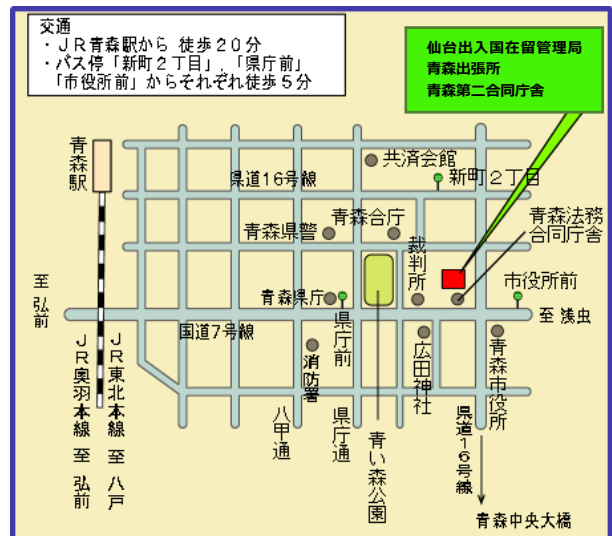 交通
・JR青森駅から 徒歩20分
・バス停「新町2丁目」,「県庁前」
「市役所前」からそれぞれ徒歩5分
仙台出入国在留管理局
青森出張所
青森第二合同庁舎
青森駅
共済会館
県道16号線
新町2丁目
青森県警
青森合庁
裁判所
青森法務
合同庁舎
至 弘前
青森県庁
県庁前
市役所前
国道7号線
至 浅虫
消防署
広田神社
青森市役所
JR奥羽本線 至 弘前
JR東北本線 至 八戸
八甲通
県庁通
青い森公園
県道16号線
青森中央大橋